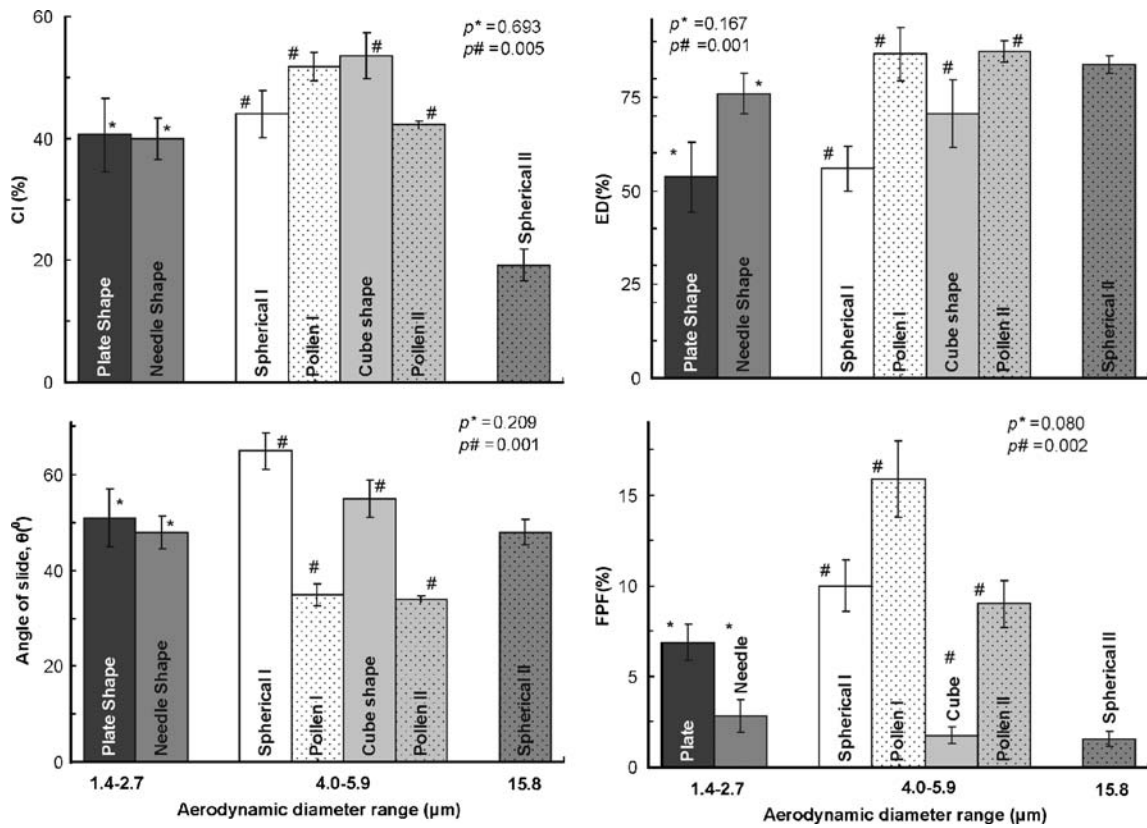 60
40
20
0
CI (%)
p* =0.693
p# =0.005
*
*
#
#
#
#
Plate Shape
Needle Shape
Spherical I
Pollen I
Cube shape
Pollen II
Spherical II
75
50
25
0
ED(%)
p* =0.167
p# =0.001
*
*
#
#
#
#
Plate Shape
Needle Shape
Spherical I
Pollen I
Cube shape
Pollen II
Spherical II
60
40
20
0
Angle of slide, θ(⁰)
p* =0.209
p# =0.001
*
*
#
#
#
#
Plate Shape
Needle Shape
Spherical I
Pollen I
Cube shape
Pollen II
Spherical II
1.4-2.7 4.0-5.9 15.8
Aerodynamic diameter range (µm)
15
10
5
0
FPF(%)
p* =0.080
p# =0.002
*
*
#
#
#
#
Plate
Needle
Spherical I
Pollen I
Cube
Pollen II
Spherical II
1.4-2.7 4.0-5.9 15.8
Aerodynamic diameter range (µm)